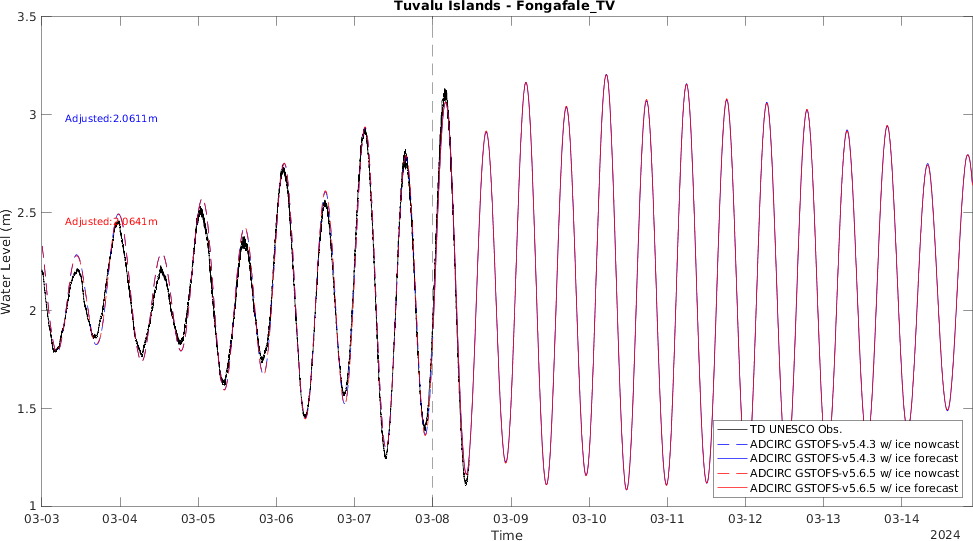 Tuvalu Islands - Fongafale_TV
3.5
3
2.5
2
1.5
1
Water Level (m)
Adjusted:2.0611m
Adjusted:2.0641m
TD UNESCO Obs.
ADCIRC GSTOFS-v5.4.3 w/ ice nowcast
ADCIRC GSTOFS-v5.4.3 w/ ice forecast
ADCIRC GSTOFS-v5.6.5 w/ ice nowcast
ADCIRC GSTOFS-v5.6.5 w/ ice forecast
03-03 03-04 03-05 03-06 03-07 03-08 03-09 03-10 03-11 03-12 03-13 03-14
Time
2024